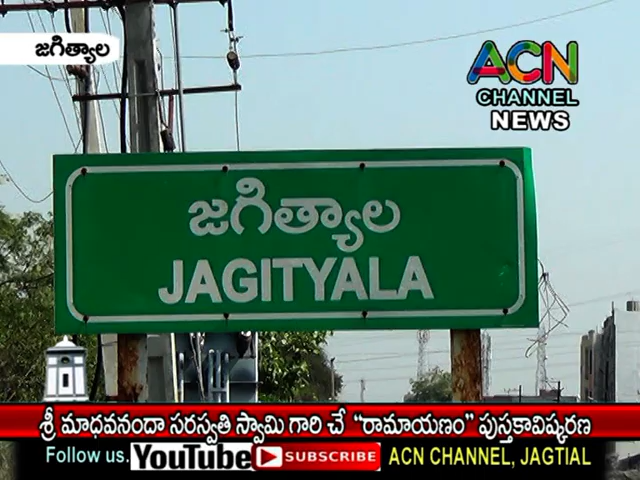 జగిత్యాల
ACN
CHANNEL
NEWS
జగిత్యాల
JAGITYALA
శ్రీ మాధవనందా సరస్వతి స్వామి గారి చే “రామాయణం” పుస్తకావిష్కరణ
Follow us. YouTube SUBSCRIBE ACN CHANNEL, JAGTIAL